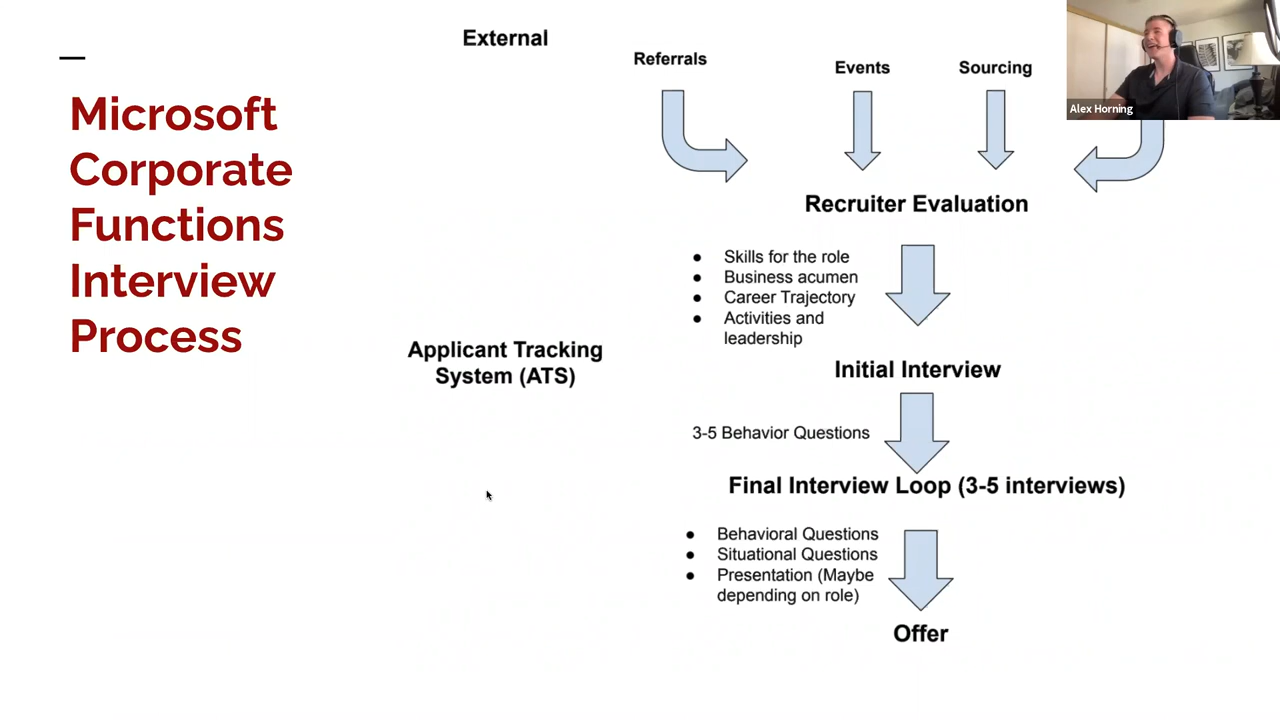 Microsoft
Corporate
Functions
Interview
Process
External
Referrals
Events
Sourcing
Alex Horning
Recruiter Evaluation
● Skills for the role
● Business acumen
● Career Trajectory
● Activities and
leadership
Applicant Tracking
System (ATS)
Initial Interview
3-5 Behavior Questions
Final Interview Loop (3-5 interviews)
● Behavioral Questions
● Situational Questions
● Presentation (Maybe
depending on role)
Offer